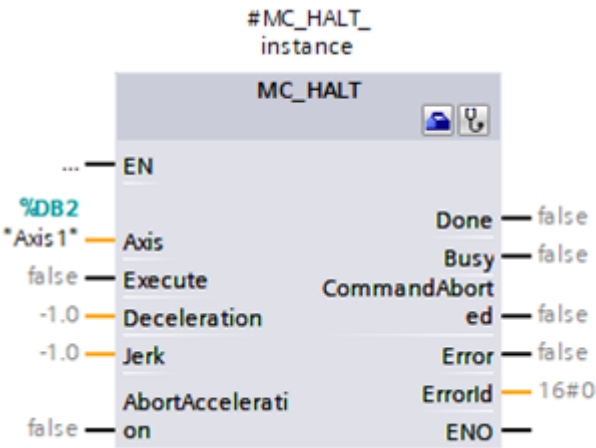 #MC_HALT_
instance
MC_HALT
... EN
%DB2
"Axis1" Axis
false Execute
-1.0 Deceleration
-1.0 Jerk
AbortAccelerati
false on
Done false
Busy false
CommandAbort
ed false
Error false
ErrorId 16#0
ENO